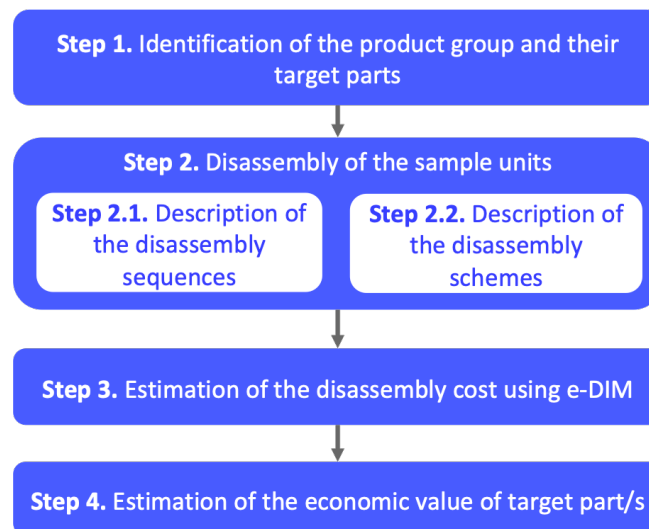 Step 1. Identification of the product group and their
target parts
Step 2. Disassembly of the sample units
Step 2.1. Description of
the disassembly
sequences
Step 2.2. Description of
the disassembly
schemes
Step 3. Estimation of the disassembly cost using e-DIM
Step 4. Estimation of the economic value of target part/s